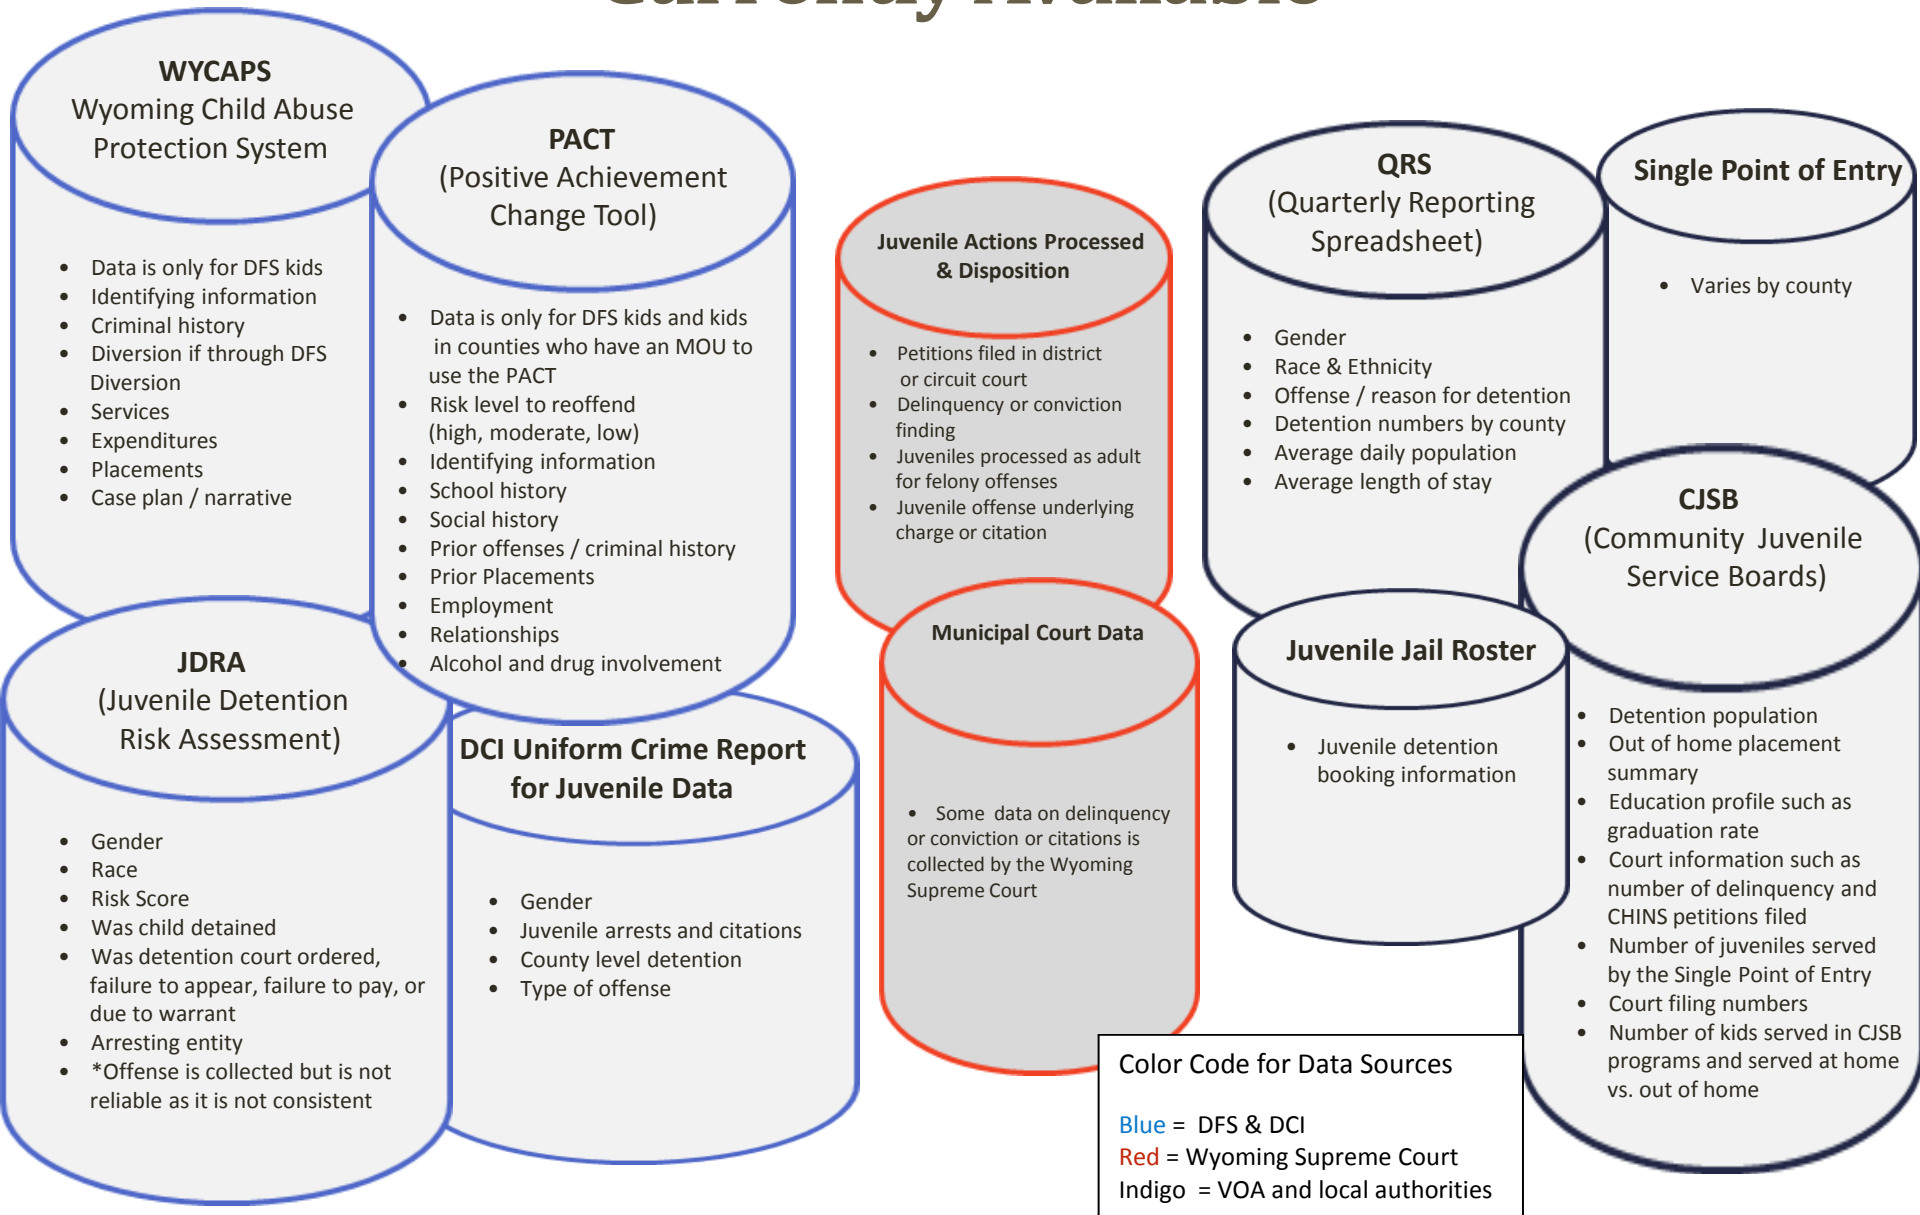 Currently Available
WYCAPS
Wyoming Child Abuse
Protection System
• Data is only for DFS kids
• Identifying information
• Criminal history
• Diversion if through DFS
Diversion
• Services
• Expenditures
• Placements
• Case plan / narrative
PACT
(Positive Achievement
Change Tool)
• Data is only for DFS kids and kids
in counties who have an MOU to
use the PACT
• Risk level to reoffend
(high, moderate, low)
• Identifying information
• School history
• Social history
• Prior offenses / criminal history
• Prior Placements
• Employment
• Relationships
• Alcohol and drug involvement
JDRA
(Juvenile Detention
Risk Assessment)
• Gender
• Race
• Risk Score
• Was child detained
• Was detention court ordered,
failure to appear, failure to pay, or
due to warrant
• Arresting entity
• *Offense is collected but is not
reliable as it is not consistent
DCI Uniform Crime Report
for Juvenile Data
• Gender
• Juvenile arrests and citations
• County level detention
• Type of offense
Juvenile Actions Processed
& Disposition
• Petitions filed in district
or circuit court
• Delinquency or conviction
finding
• Juveniles processed as adult
for felony offenses
• Juvenile offense underlying
charge or citation
Municipal Court Data
• Some data on delinquency
or conviction or citations is
collected by the Wyoming
Supreme Court
QRS
(Quarterly Reporting
Spreadsheet)
• Gender
• Race & Ethnicity
• Offense / reason for detention
• Detention numbers by county
• Average daily population
• Average length of stay
Single Point of Entry
• Varies by county
Juvenile Jail Roster
• Juvenile detention
booking information
CJSB
(Community Juvenile
Service Boards)
• Detention population
• Out of home placement
summary
• Education profile such as
graduation rate
• Court information such as
number of delinquency and
CHINS petitions filed
• Number of juveniles served
by the Single Point of Entry
• Court filing numbers
• Number of kids served in CJSB
programs and served at home
vs. out of home
Color Code for Data Sources
Blue = DFS & DCI
Red = Wyoming Supreme Court
Indigo = VOA and local authorities